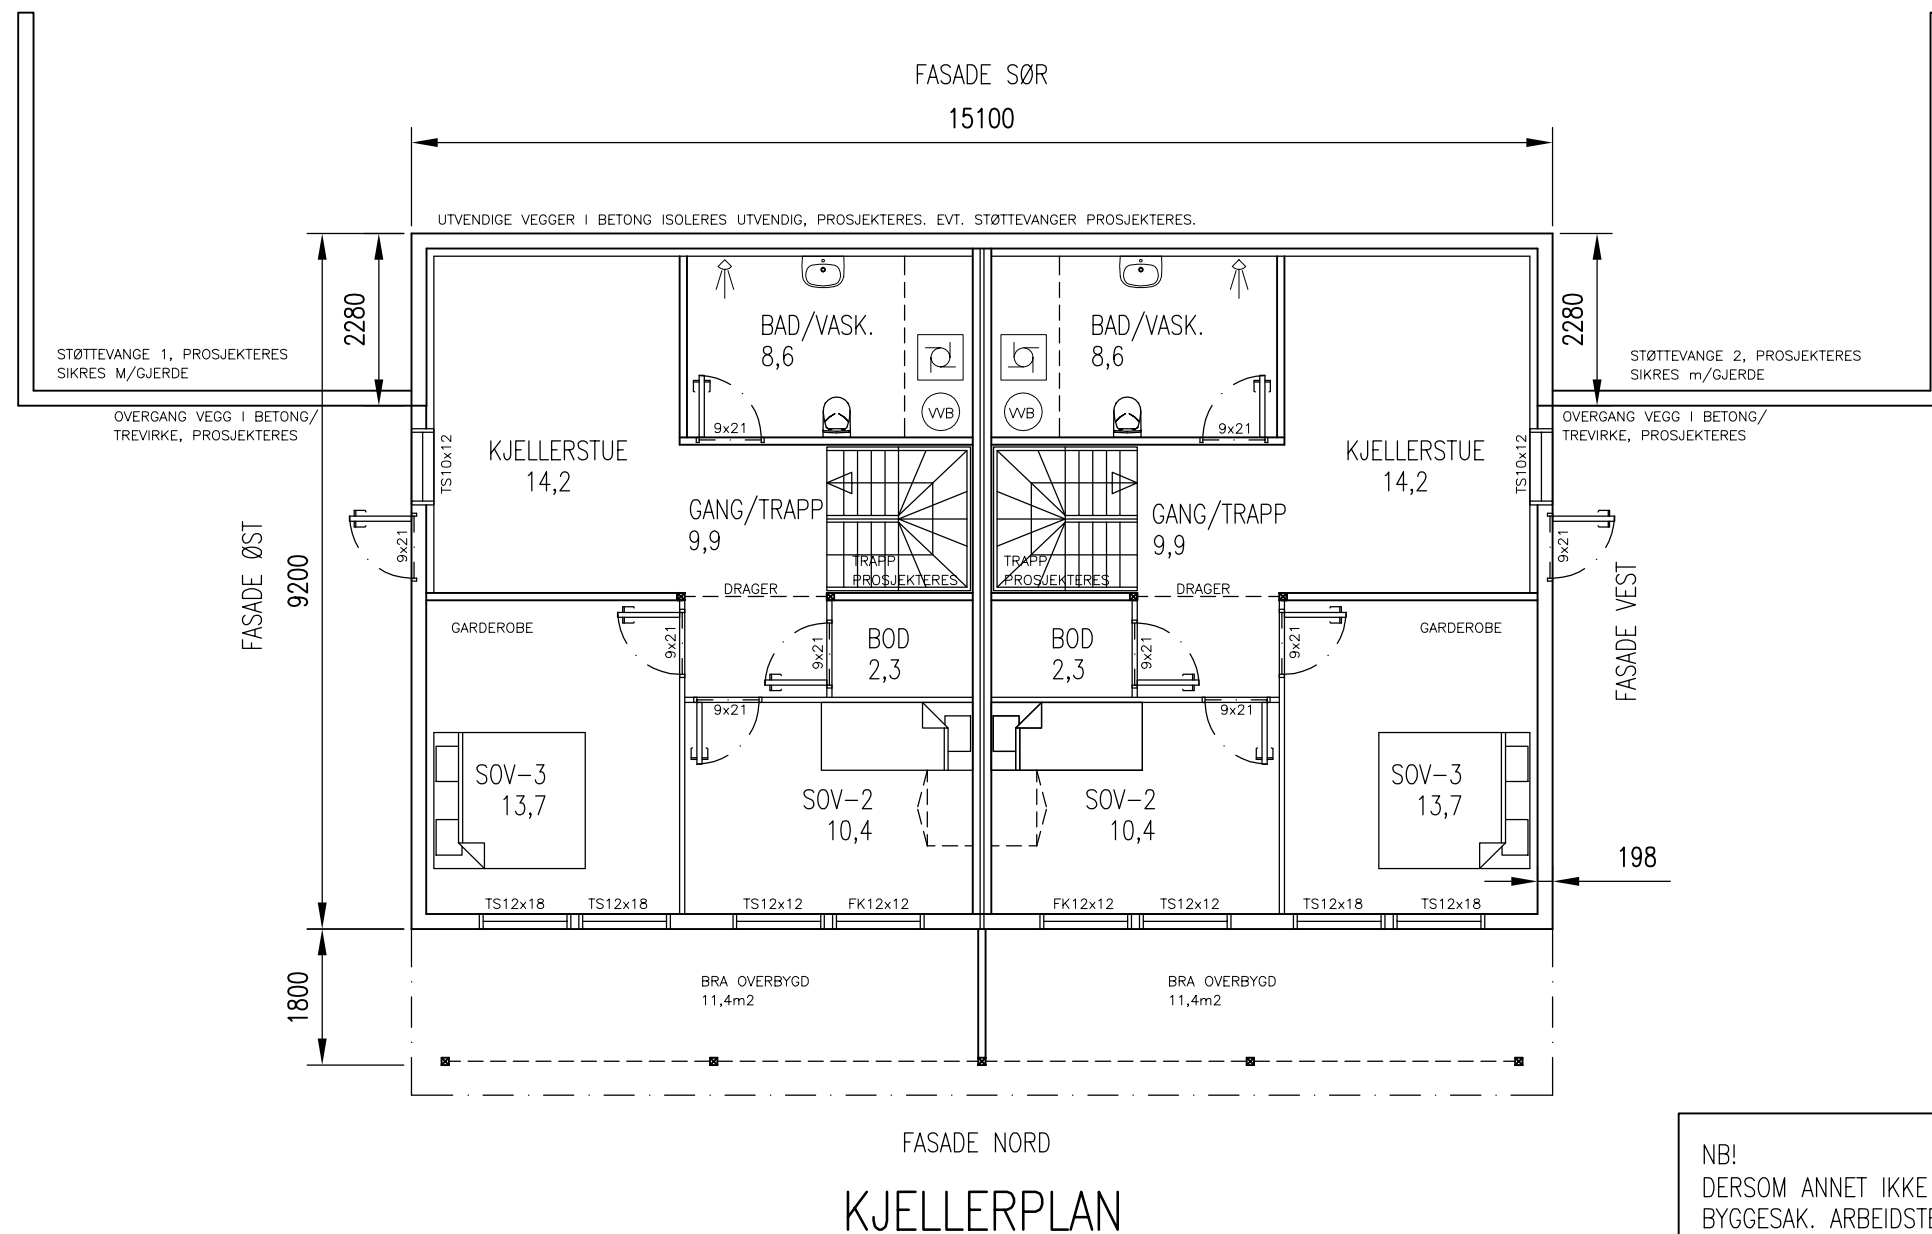 FASADE SØR
15100
UTVENDIGE VEGGER I BETONG ISOLERES UTVENDIG, PROSJEKTERES. EVT. STØTTEVANGER PROSJEKTERES.
2280
2280
STØTTEVANGE 1, PROSJEKTERES
SIKRES M/GJERDE
OVERGANG VEGG I BETONG/
TREVIRKE, PROSJEKTERES
STØTTEVANGE 2, PROSJEKTERES
SIKRES m/GJERDE
OVERGANG VEGG I BETONG/
TREVIRKE, PROSJEKTERES
BAD/VASK.
8,6
BAD/VASK.
8,6
VVB
VVB
9x21
9x21
TS10x12
KJELLERSTUE
14,2
KJELLERSTUE
14,2
TS10x12
GANG/TRAPP
9,9
GANG/TRAPP
9,9
9x21
9x21
TRAPP
PROSJEKTERES
TRAPP
PROSJEKTERES
FASADE ØST
9200
FASADE VEST
DRAGER
DRAGER
GARDEROBE
GARDEROBE
9x21
9x21
BOD
2,3
BOD
2,3
9x21
9x21
9x21
9x21
SOV-3
13,7
SOV-2
10,4
SOV-2
10,4
SOV-3
13,7
198
TS12x18
TS12x18
TS12x12
FK12x12
FK12x12
TS12x12
TS12x18
TS12x18
1800
BRA OVERBYGD
11,4m2
BRA OVERBYGD
11,4m2
FASADE NORD
KJELLERPLAN
NB!
DERSOM ANNET IKKE
BYGGESAK.